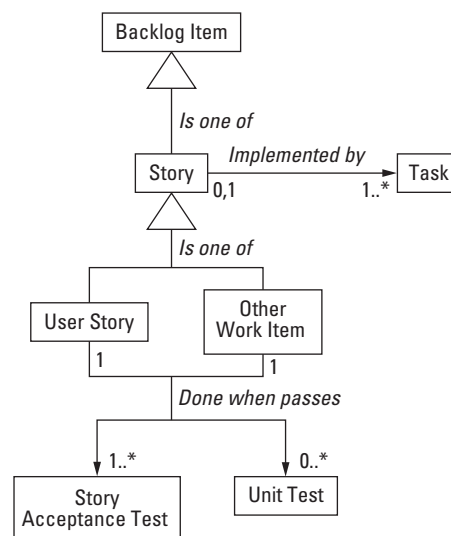 Backlog Item
Is one of
Implemented by
Story
Task
0,1
1..*
Is one of
User Story
Other
Work Item
1
1
Done when passes
1..*
0..*
Story
Acceptance Test
Unit Test